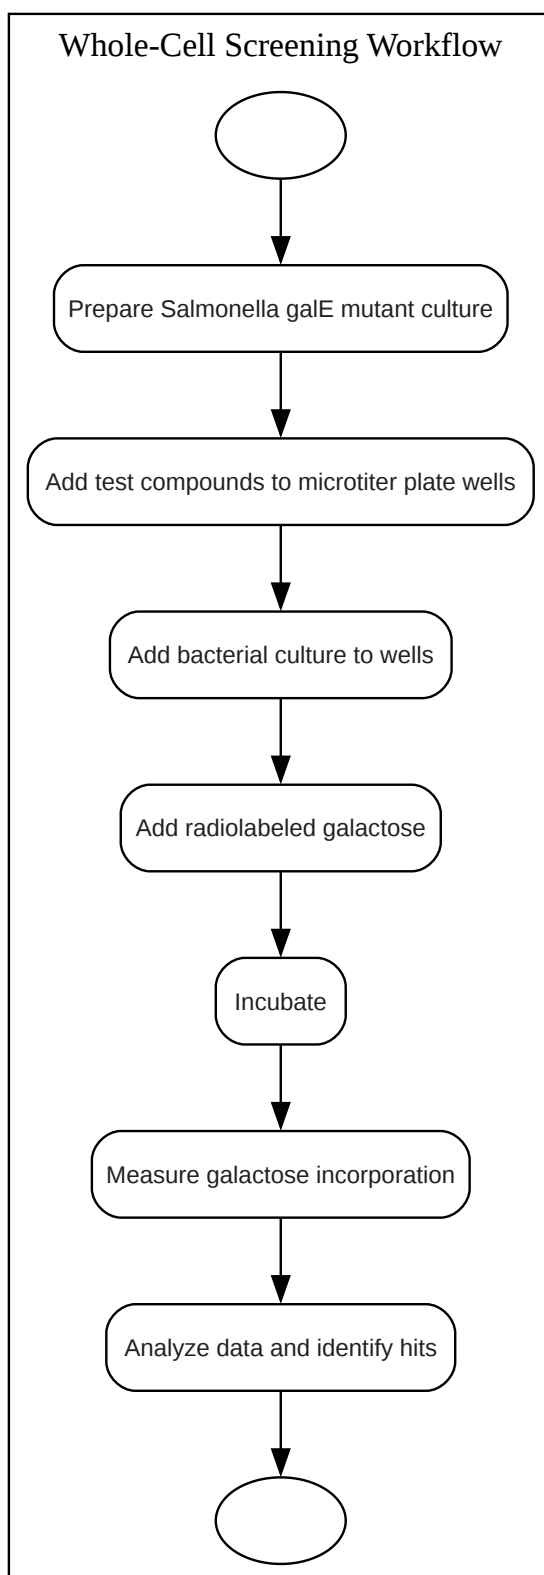 Whole-Cell Screening Workflow
Prepare Salmonella galE mutant culture
Add test compounds to microtiter plate wells
Add bacterial culture to wells
Add radiolabeled galactose
Incubate
Measure galactose incorporation
Analyze data and identify hits